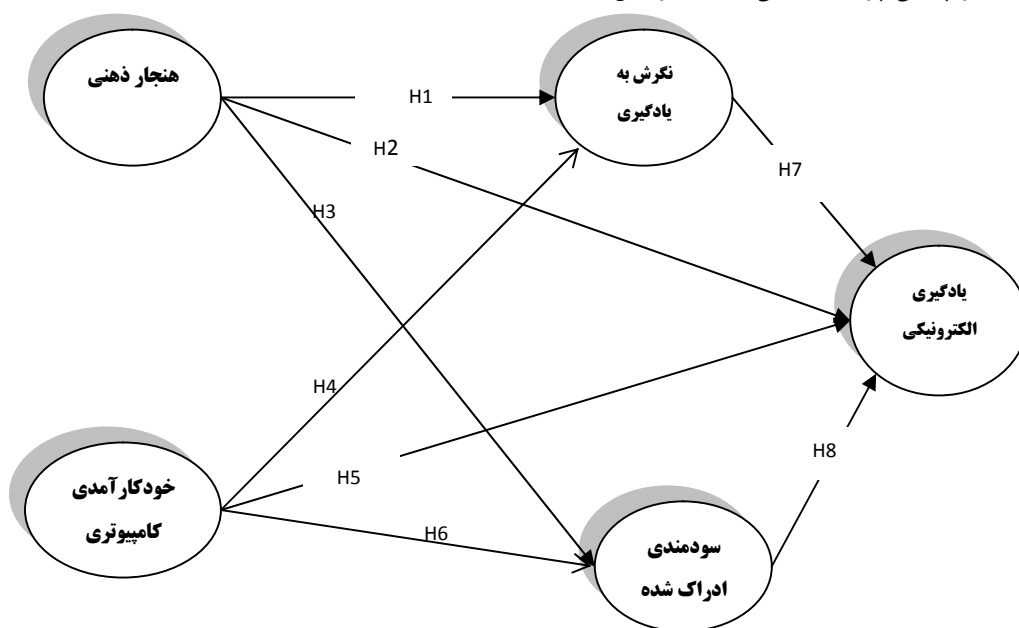 هنجار ذهنی
نگرش به
یادگیری
H1
H2
H7
H3
یادگیری
الکترونیکی
H4
H8
H5
خودکارآمدی
کامپیوتری
H6
سودمندی
ادراک شده